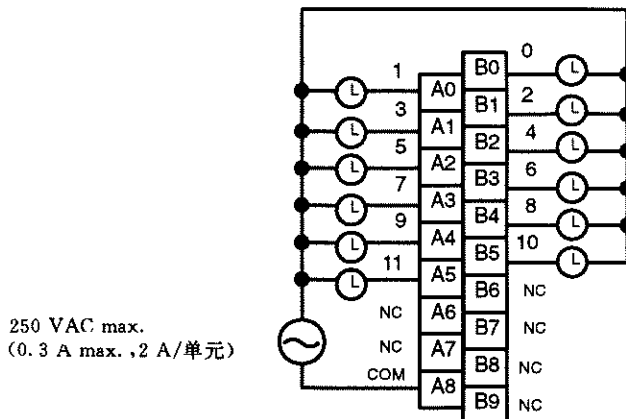 0
1 B0
A0 2
3 B1
A1 4
5 B2
A2 6
7 B3
A3 8
9 B4
A4 10
11 B5
A5 NC
NC B6
A6 NC
NC B7
A7 NC
COM B8
A8 NC
B9
L L
L L
L L
L L
L L
L L
250 VAC max.
(0.3 A max.,2 A/单元)